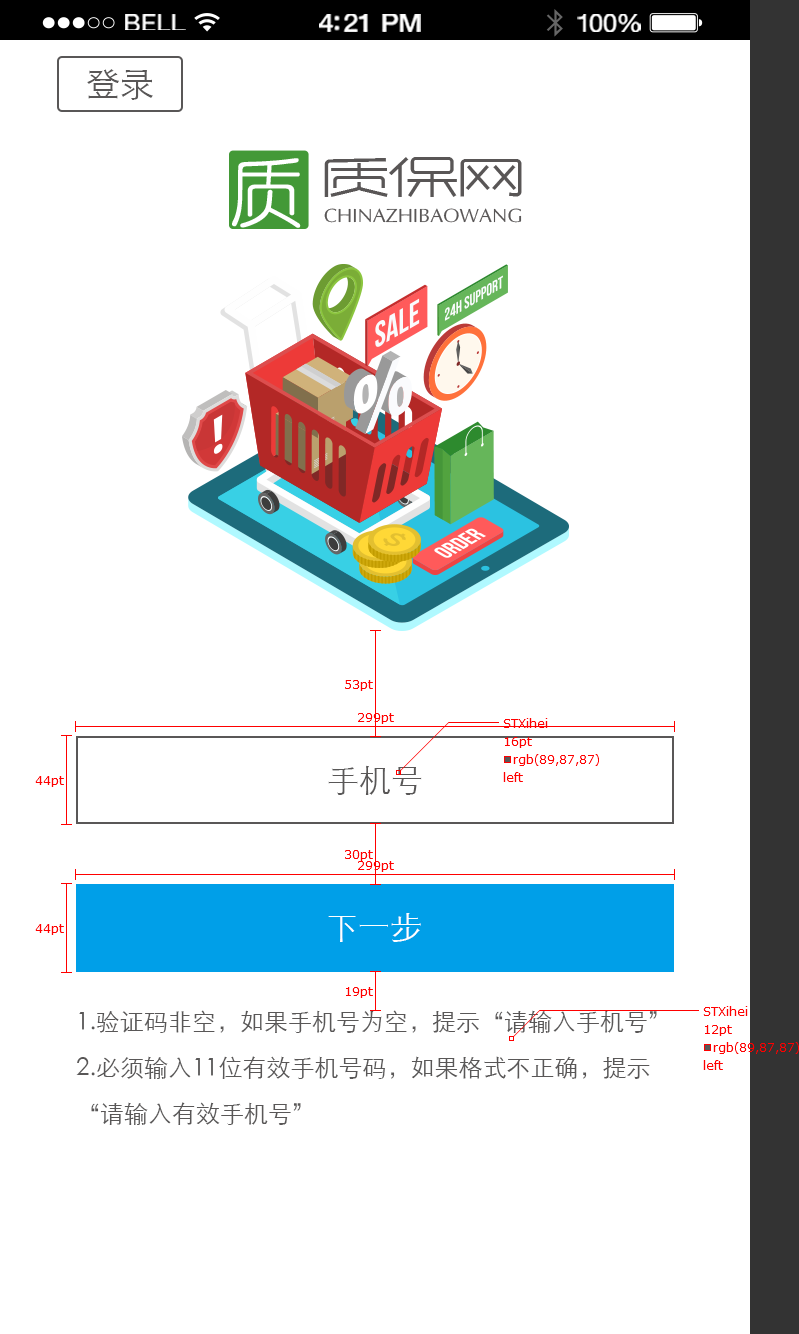 BELL 4:21 PM 100%
登录
质 质保网
CHINAZHIBAOWANG
SALE
24H SUPPORT
%
!
ORDER
53pt
299pt
STXihei
16pt
rgb(89,87,87)
left
44pt
手机号
30pt
299pt
44pt
下一步
19pt
STXihei
12pt
rgb(89,87,87)
left
1.验证码非空，如果手机号为空，提示“请输入手机号”
2.必须输入11位有效手机号码，如果格式不正确，提示
“请输入有效手机号”